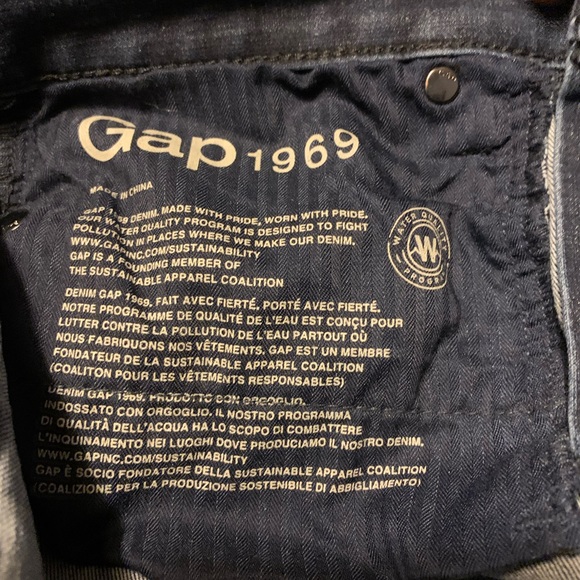 Gap 1969
MADE IN CHINA
GAP 1969 DENIM. MADE WITH PRIDE, WORN WITH PRIDE.
OUR WATER QUALITY PROGRAM IS DESIGNED TO FIGHT
POLLUTION IN PLACES WHERE WE MAKE OUR DENIM.
WWW.GAPINC.COM/SUSTAINABILITY
GAP IS A FOUNDING MEMBER OF
THE SUSTAINABLE APPAREL COALITION
WATER QUALITY
W
PROGRAM
DENIM GAP 1969. FAIT AVEC FIERTÉ. PORTÉ AVEC FIERTÉ.
NOTRE PROGRAMME DE QUALITÉ DE L'EAU EST CONÇU POUR
LUTTER CONTRE LA POLLUTION DE L'EAU PARTOUT OÙ
NOUS FABRIQUONS NOS VÊTEMENTS. GAP EST UN MEMBRE
FONDATEUR DE LA SUSTAINABLE APPAREL COALITION
(COALITON POUR LES VÊTEMENTS RESPONSABLES)
DENIM GAP 1969. PRODOTTO CON ORGOGLIO.
INDOSSATO CON ORGOGLIO. IL NOSTRO PROGRAMMA
DI QUALITÀ DELL'ACQUA HA LO SCOPO DI COMBATTERE
L'INQUINAMENTO NEI LUOGHI DOVE PRODUCIAMO IL NOSTRO DENIM.
WWW.GAPINC.COM/SUSTAINABILITY
GAP È SOCIO FONDATORE DELLA SUSTAINABLE APPAREL COALITION
(COALIZIONE PER LA PRODUZIONE SOSTENIBILE DI ABBIGLIAMENTO)